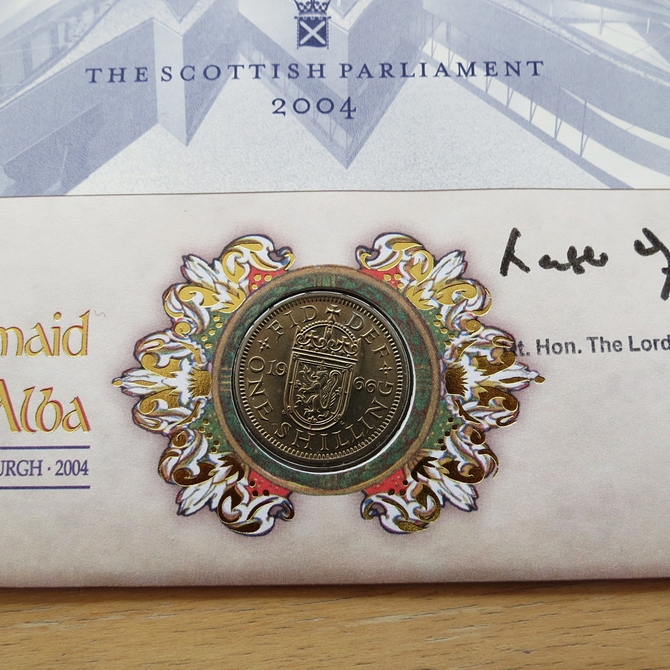 THE SCOTTISH PARLIAMENT
2004
maid
Alba
URGH · 2004
FID DEF
19 66
ONE SHILLING
t. Hon. The Lord